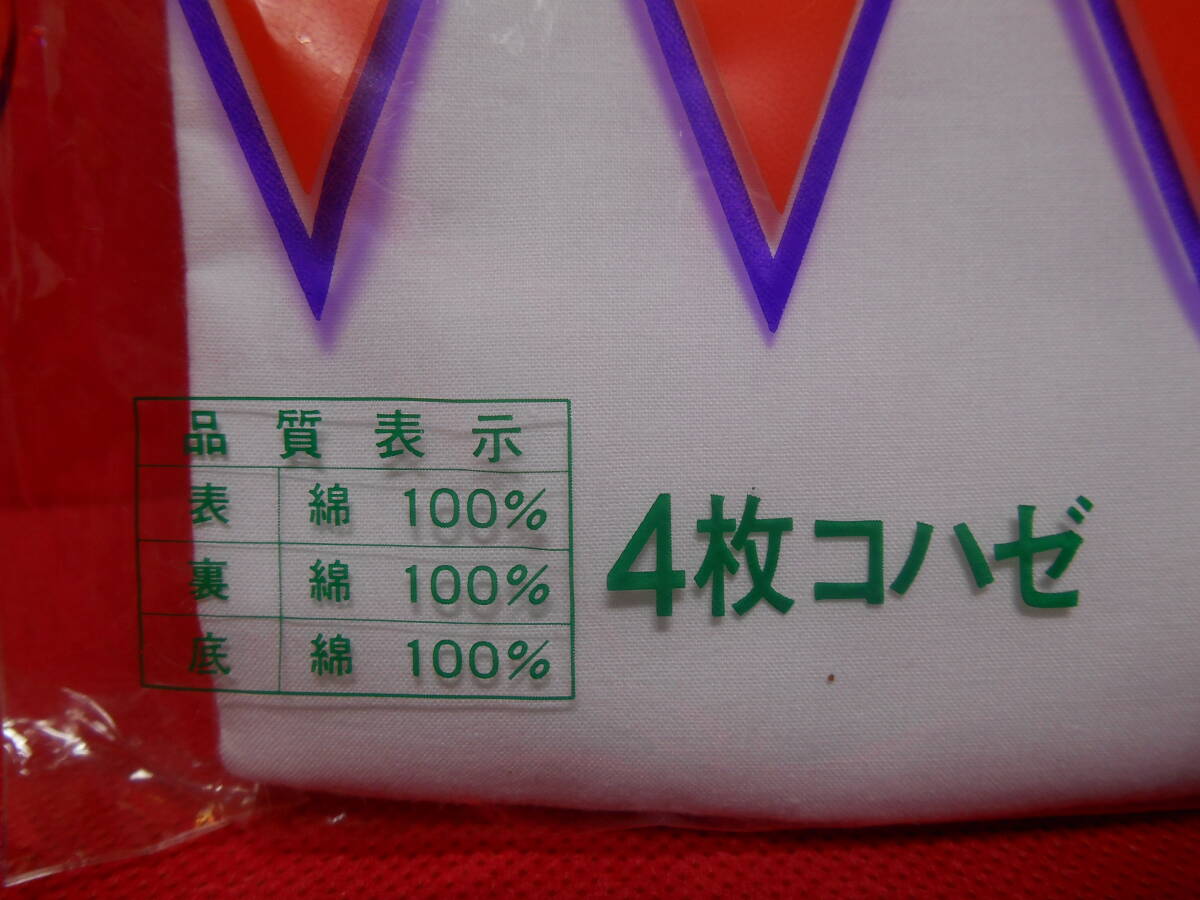 品質表示
表 綿 100%
裏 綿 100%
底 綿 100%
4枚コハゼ